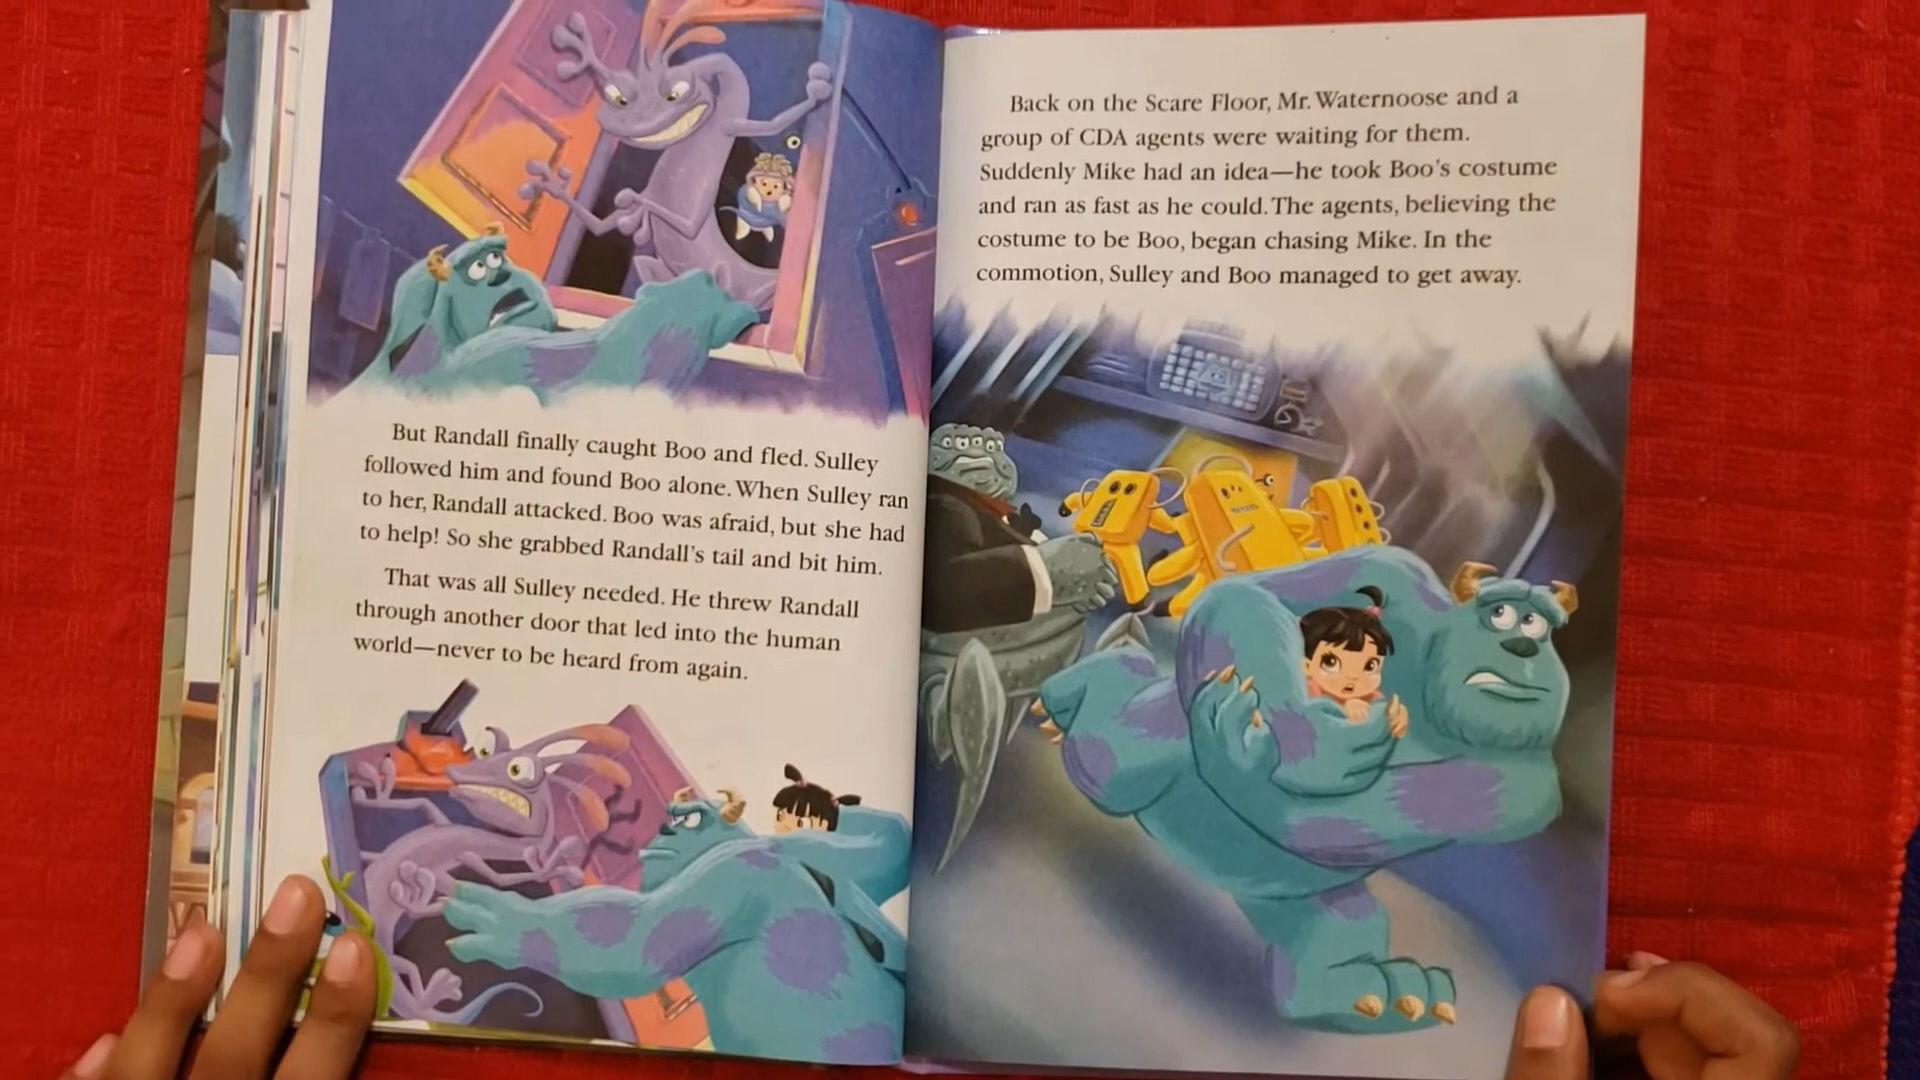 But Randall finally caught Boo and fled. Sulley
followed him and found Boo alone. When Sulley ran
to her, Randall attacked. Boo was afraid, but she had
to help! So she grabbed Randall's tail and bit him.
That was all Sulley needed. He threw Randall
through another door that led into the human
world—never to be heard from again.
Back on the Scare Floor, Mr. Waternoose and a
group of CDA agents were waiting for them.
Suddenly Mike had an idea—he took Boo's costume
and ran as fast as he could. The agents, believing the
costume to be Boo, began chasing Mike. In the
commotion, Sulley and Boo managed to get away.